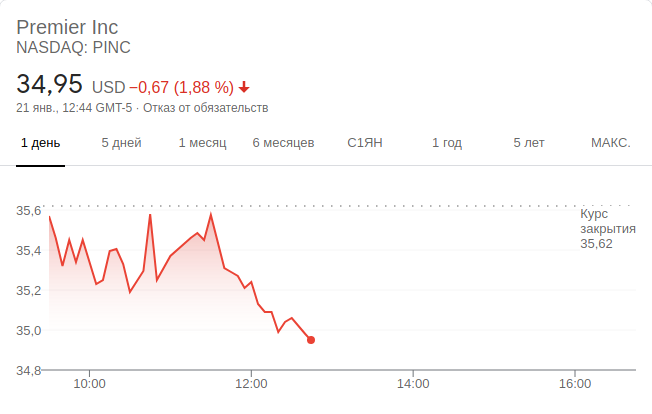 Premier Inc
NASDAQ: PINC
34,95 USD −0,67 (1,88 %)
21 янв., 12:44 GMT-5 · Отказ от обязательств
1 день 5 дней 1 месяц 6 месяцев С1ЯН 1 год 5 лет МАКС.
35,6
Курс
закрытия
35,62
35,4
35,2
35,0
34,8
10:00 12:00 14:00 16:00